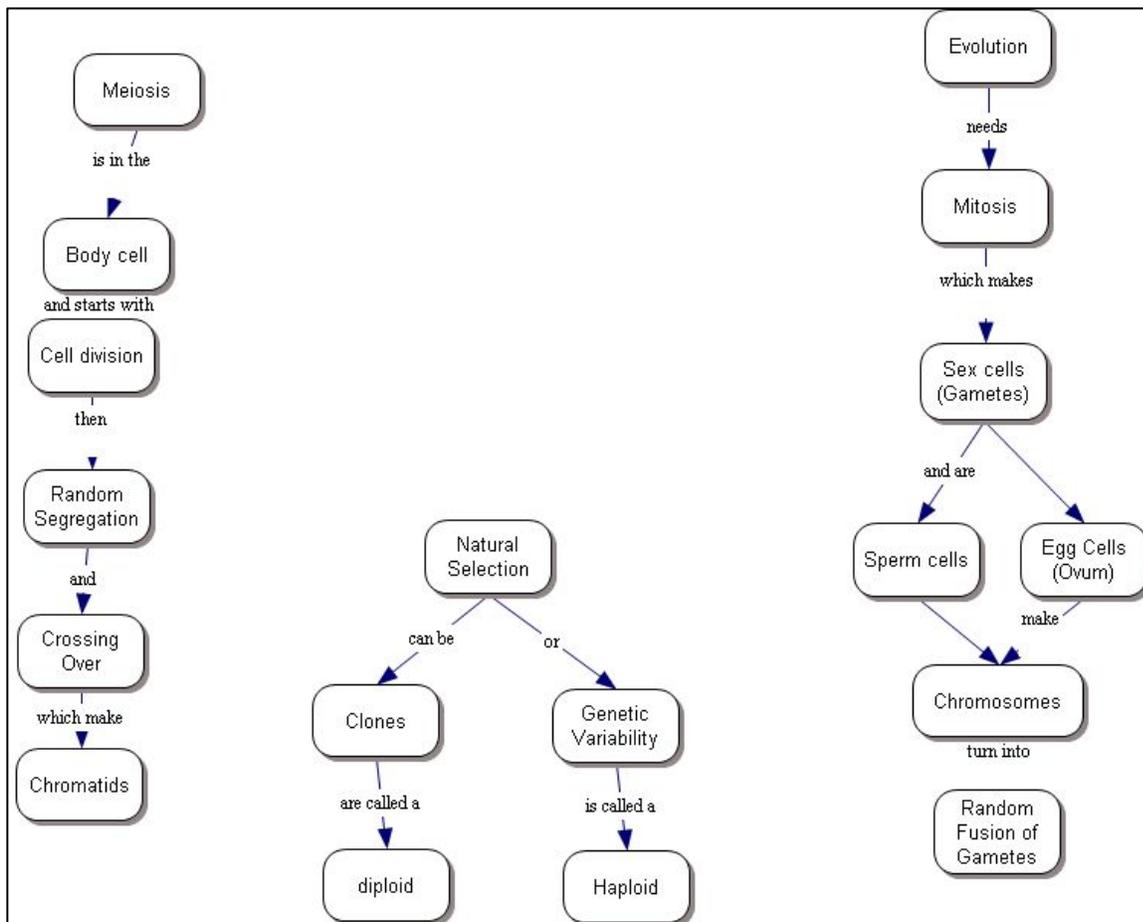 Meiosis
is in the
Body cell
and starts with
Cell division
then
Random
Segregation
and
Crossing
Over
which make
Chromatids
Natural
Selection
can be
or
Clones
Genetic
Variability
are called a
is called a
diploid
Haploid
Evolution
needs
Mitosis
which makes
Sex cells
(Gametes)
and are
Sperm cells
Egg Cells
(Ovum)
make
Chromosomes
turn into
Random
Fusion of
Gametes